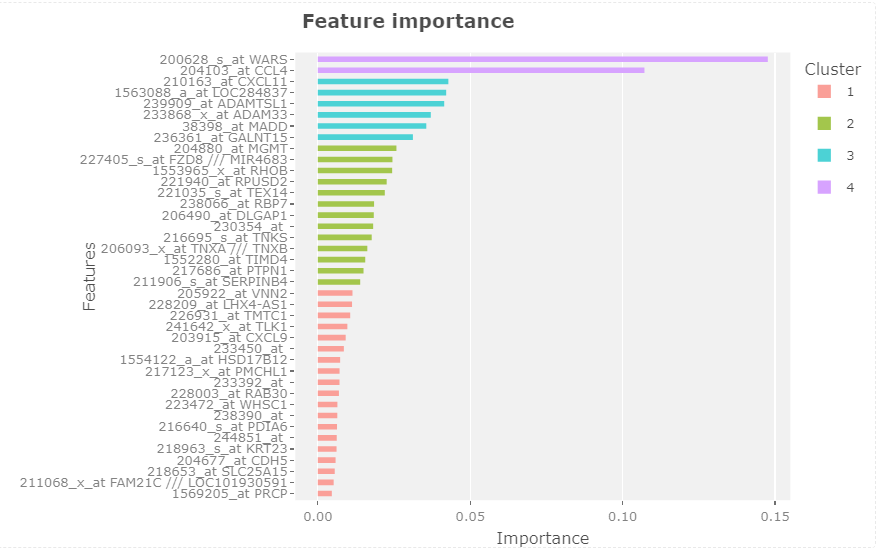 Feature importance
200628_s_at WARS
204103_at CCL4
210163_at CXCL11
1563088_a_at LOC284837
239909_at ADAMTSL1
233868_x_at ADAM33
38398_at MADD
236361_at GALNT15
204880_at MGMT
227405_s_at FZD8 /// MIR4683
1553965_x_at RHOB
221940_at RPUSD2
221035_s_at TEX14
238066_at RBP7
206490_at DLGAP1
230354_at
216695_s_at TNKS
206093_x_at TNXA /// TNXB
1552280_at TIMD4
217686_at PTPN1
211906_s_at SERPINB4
205922_at VNN2
228209_at LHX4-AS1
226931_at TMTC1
241642_x_at TLK1
203915_at CXCL9
233450_at
1554122_a_at HSD17B12
217123_x_at PMCHL1
233392_at
228003_at RAB30
223472_at WHSC1
238390_at
216640_s_at PDIA6
244851_at
218963_s_at KRT23
204677_at CDH5
218653_at SLC25A15
211068_x_at FAM21C /// LOC101930591
1569205_at PRCP
Features
0.00
0.05
0.10
0.15
Importance
Cluster
1
2
3
4